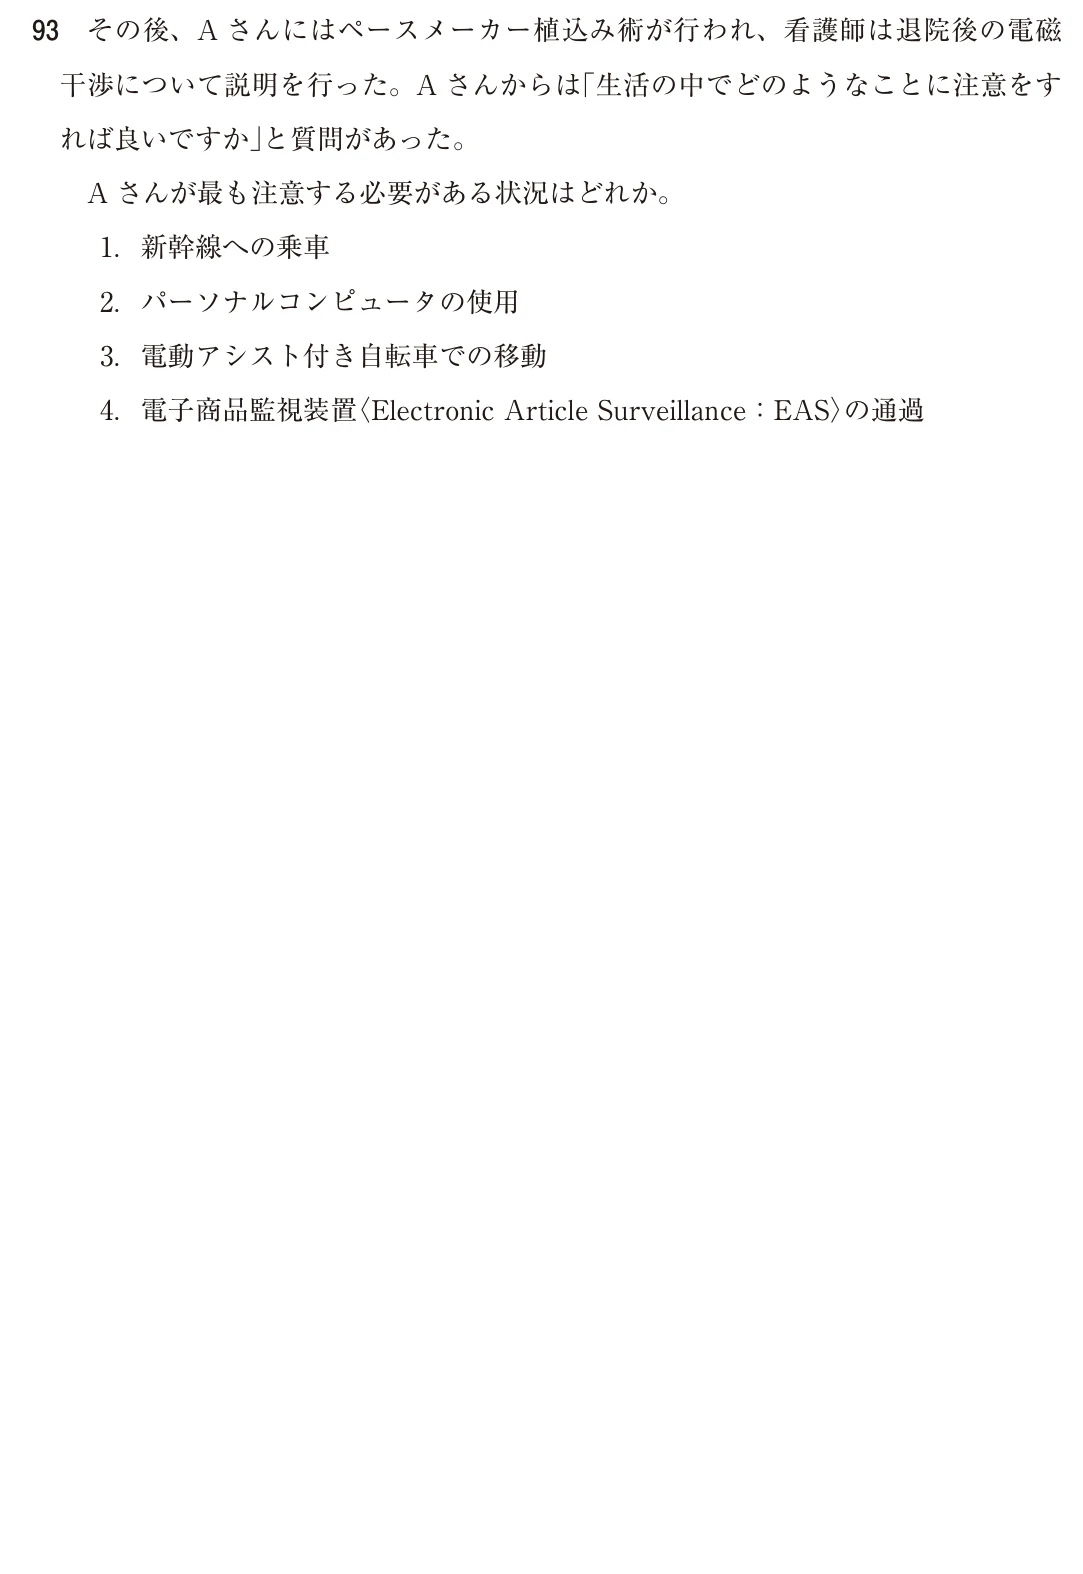 93　その後、A さんにはペースメーカー植込み術が行われ、看護師は退院後の電磁
干渉について説明を行った。A さんからは「生活の中でどのようなことに注意をす
れば良いですか」と質問があった。
A さんが最も注意する必要がある状況はどれか。
1. 新幹線への乗車
2. パーソナルコンピュータの使用
3. 電動アシスト付き自転車での移動
4. 電子商品監視装置〈Electronic Article Surveillance：EAS〉の通過